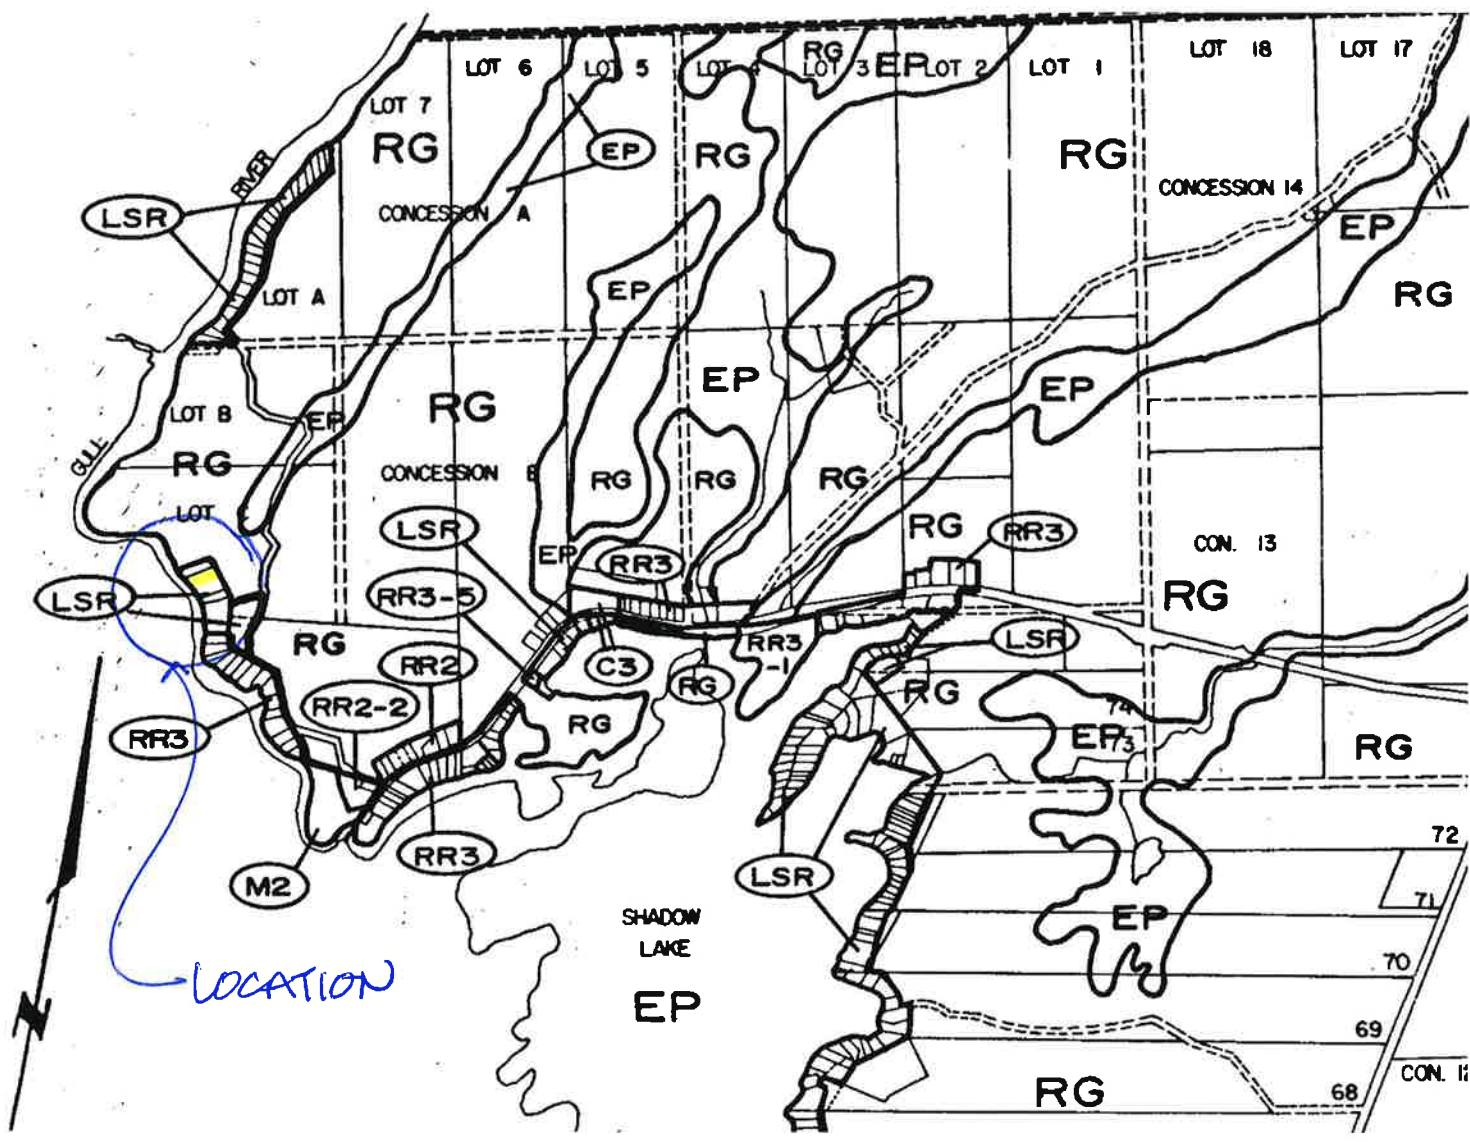 LOT 6
LOT 5
LOT 4
RG
LOT 3
EP
LOT 2
LOT 1
LOT 18
LOT 17
LOT 7
RG
EP
RG
RG
RIVER
LSR
CONCESSION A
CONCESSION 14
EP
LOT A
EP
RG
EP
EP
LOT B
EP
RG
GULL
RG
CONCESSION B
RG
RG
RG
LOT
LSR
RG
RR3
CON. 13
EP
RR3
LSR
RR3-5
RG
RG
RR2
C3
RG
RR3
-1
LSR
RG
RR2-2
RG
74
RR3
EP
73
RG
72
RR3
M2
LSR
71
SHADOW
LAKE
EP
70
LOCATION
EP
N
69
CON. 12
RG
68